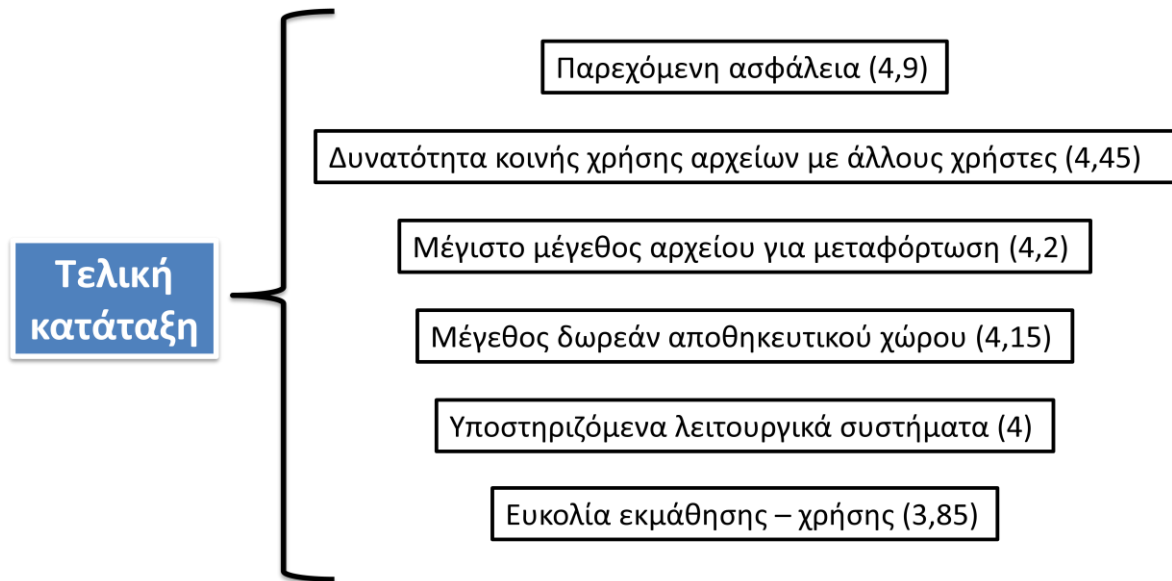 Παρεχόμενη ασφάλεια (4,9)
Δυνατότητα κοινής χρήσης αρχείων με άλλους χρήστες (4,45)
Μέγιστο μέγεθος αρχείου για μεταφόρτωση (4,2)
Τελική
κατάταξη
Μέγεθος δωρεάν αποθηκευτικού χώρου (4,15)
Υποστηριζόμενα λειτουργικά συστήματα (4)
Ευκολία εκμάθησης – χρήσης (3,85)